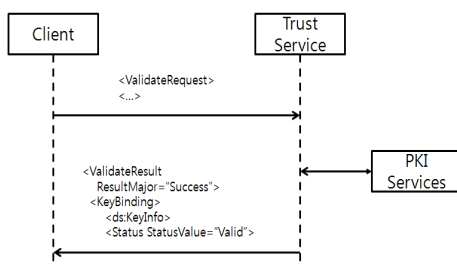 Client
Trust
Service
<ValidateRequest>
<...>
PKI
Services
<ValidateResult
ResultMajor="Success">
<KeyBinding>
<ds:KeyInfo>
<Status StatusValue="Valid">